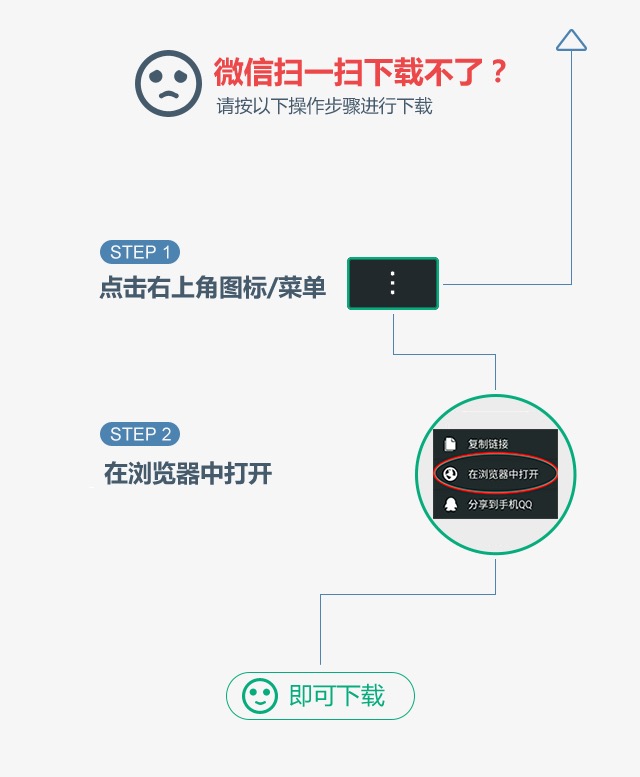 微信扫一扫下载不了？
请按以下操作步骤进行下载
STEP 1
点击右上角图标/菜单
STEP 2
在浏览器中打开
复制链接
在浏览器中打开
分享到手机QQ
即可下载